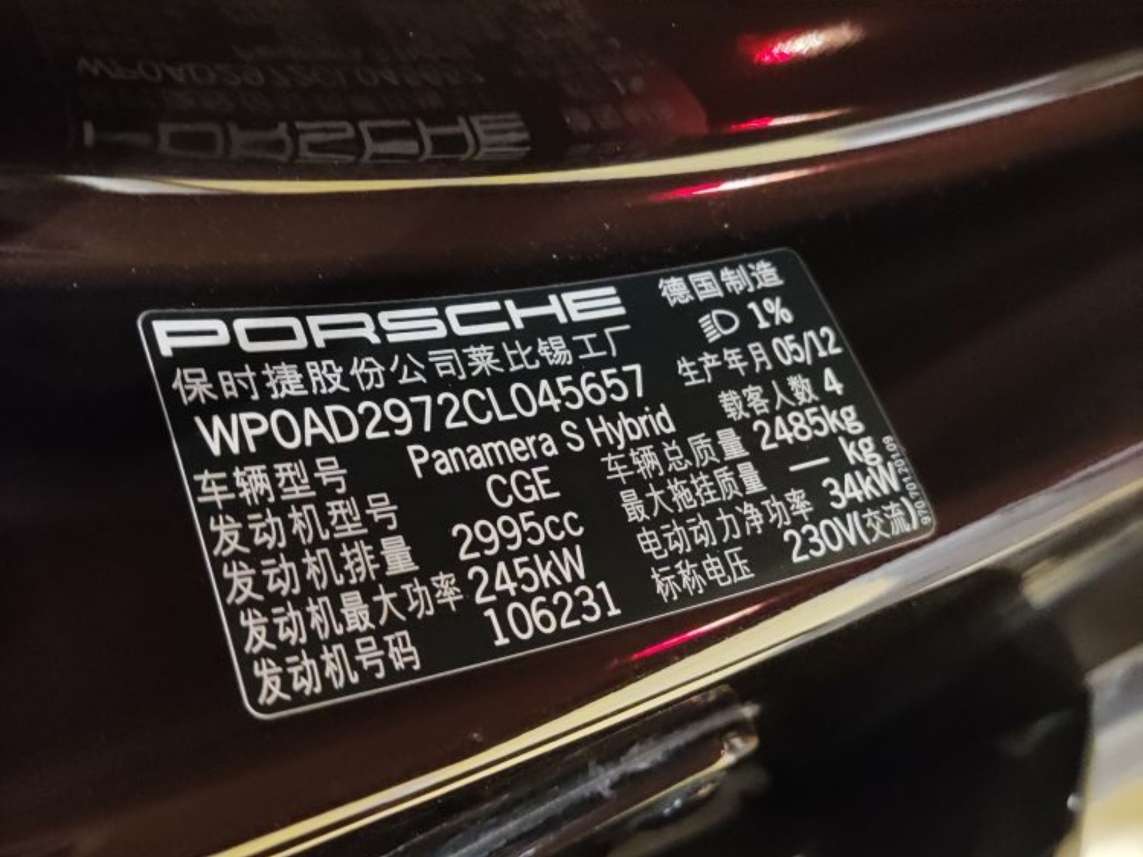 PORSCHE 德国制造
保时捷股份公司莱比锡工厂 1%
WP0AD2972CL045657 生产年月 05/12
车辆型号 Panamera S Hybrid 载客人数 4
发动机型号 CGE 车辆总质量 2485kg
发动机排量 2995cc 最大拖挂质量 — kg
发动机最大功率 245kW 电动动力净功率 34kW
发动机号码 106231 标称电压 230V(交流)